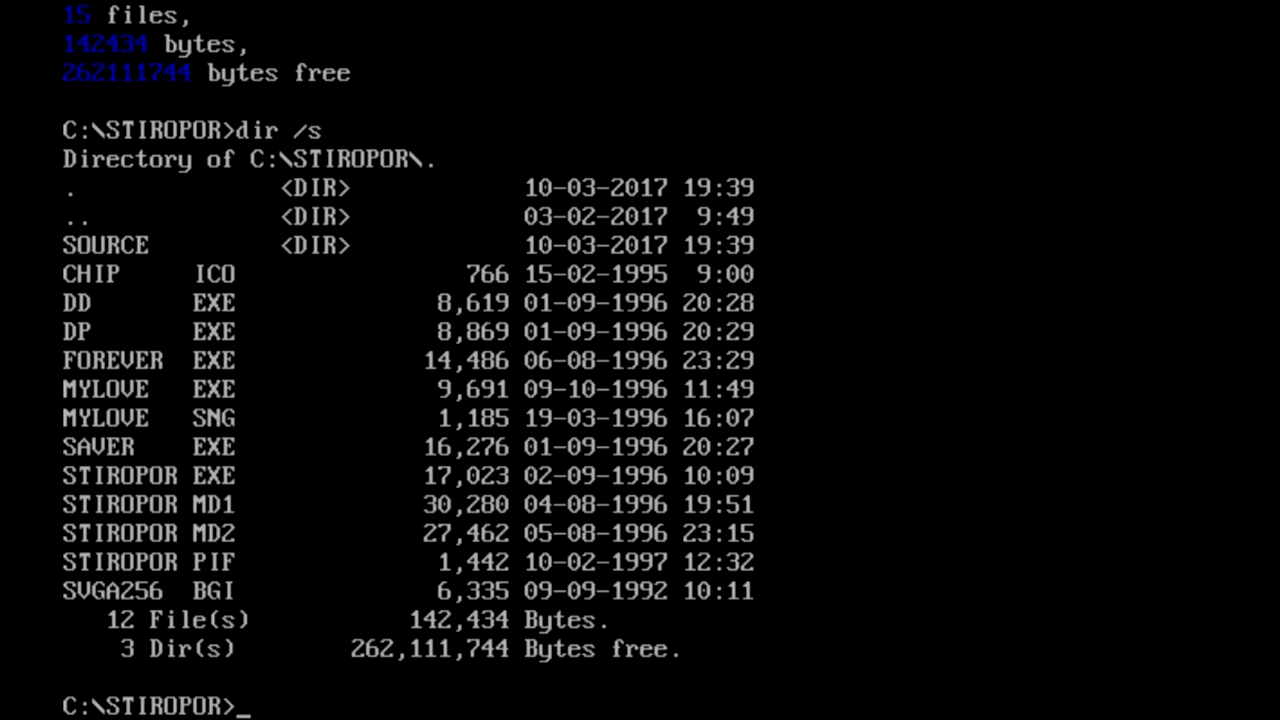 15 files,
142434 bytes,
262111744 bytes free
C:\STIROPOR>dir /s
Directory of C:\STIROPOR\.
. <DIR> 10-03-2017 19:39
.. <DIR> 03-02-2017 9:49
SOURCE <DIR> 10-03-2017 19:39
CHIP ICO 766 15-02-1995 9:00
DD EXE 8,619 01-09-1996 20:28
DP EXE 8,869 01-09-1996 20:29
FOREVER EXE 14,486 06-08-1996 23:29
MYLOVE EXE 9,691 09-10-1996 11:49
MYLOVE SNG 1,185 19-03-1996 16:07
SAVER EXE 16,276 01-09-1996 20:27
STIROPOR EXE 17,023 02-09-1996 10:09
STIROPOR MD1 30,280 04-08-1996 19:51
STIROPOR MD2 27,462 05-08-1996 23:15
STIROPOR PIF 1,442 10-02-1997 12:32
SVGA256 BGI 6,335 09-09-1992 10:11
12 File(s) 142,434 Bytes.
3 Dir(s) 262,111,744 Bytes free.
C:\STIROPOR>_